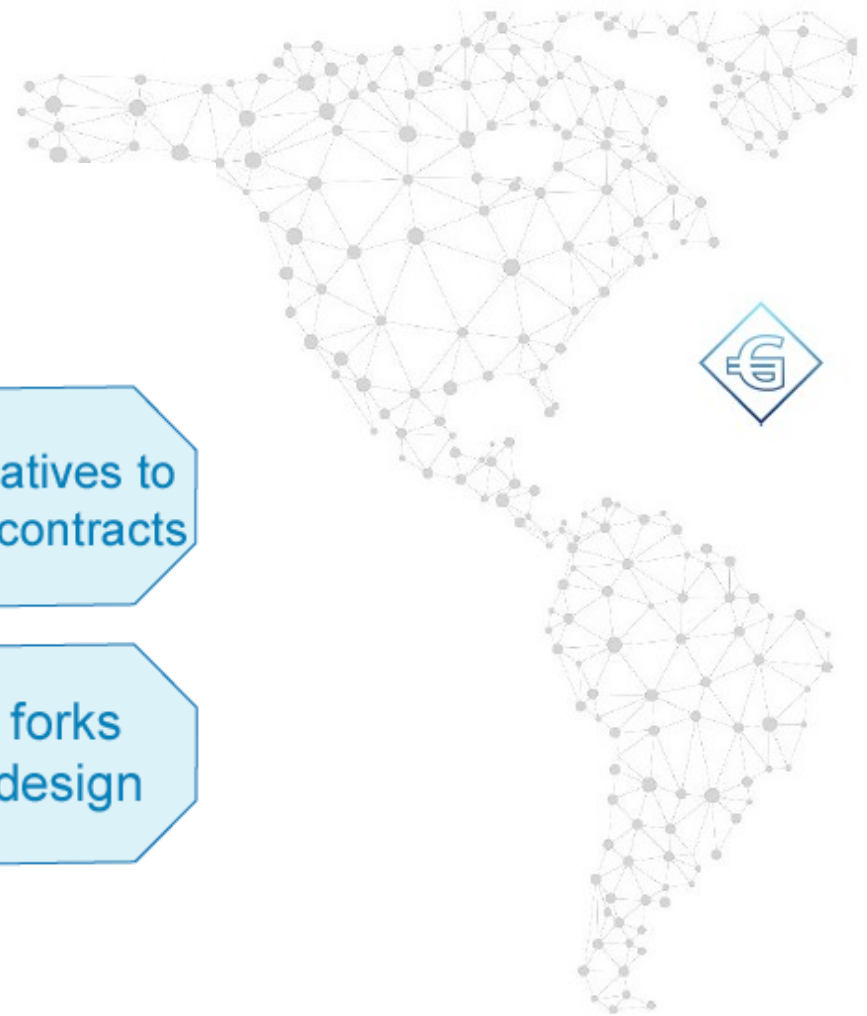 atives to
contracts
forks
design